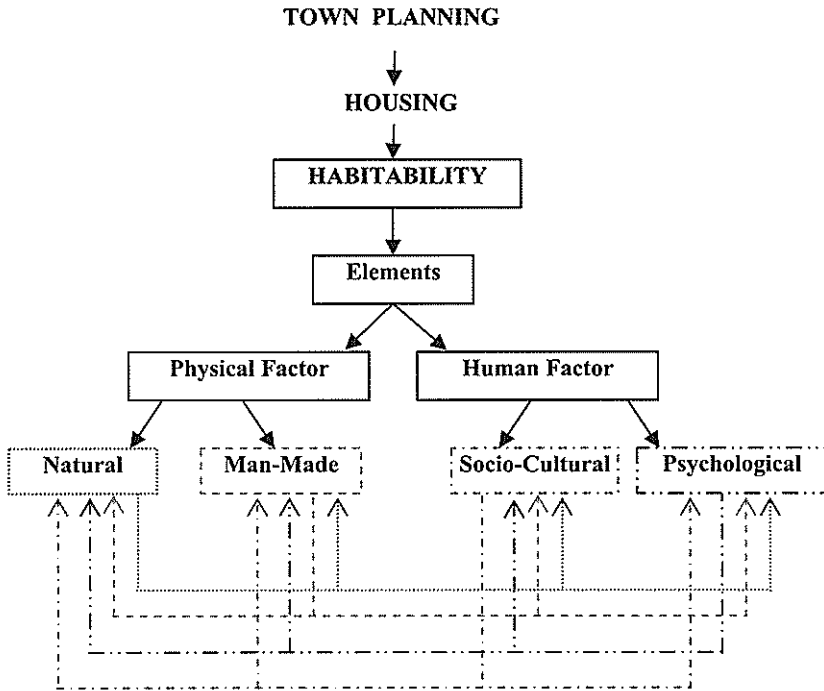 TOWN PLANNING
HOUSING
HABITABILITY
Elements
Physical Factor
Human Factor
Natural
Man-Made
Socio-Cultural
Psychological